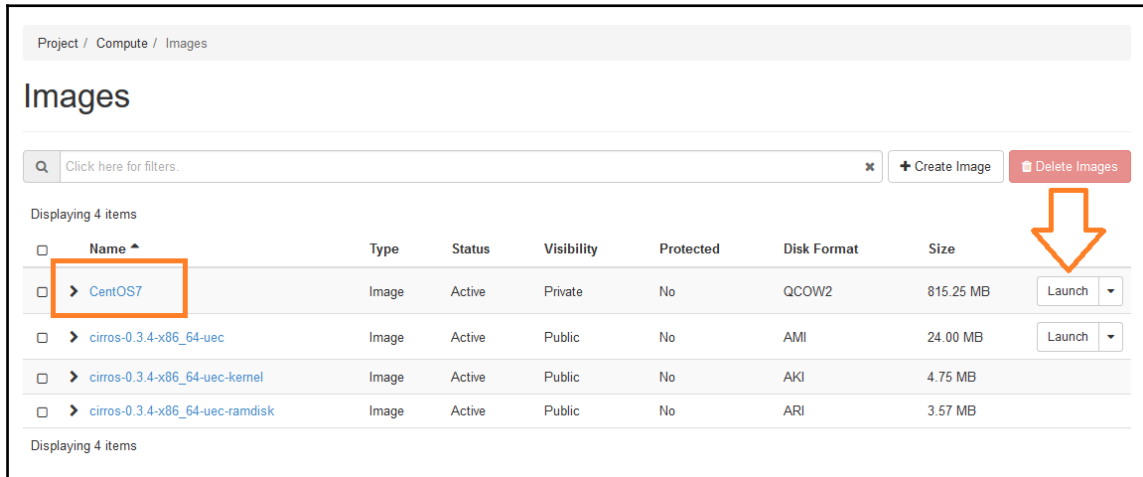 Project / Compute / Images
Images
Click here for filters. + Create Image Delete Images
Displaying 4 items
Name Type Status Visibility Protected Disk Format Size
CentOS7 Image Active Private No QCOW2 815.25 MB Launch
cirros-0.3.4-x86_64-uec Image Active Public No AMI 24.00 MB Launch
cirros-0.3.4-x86_64-uec-kernel Image Active Public No AKI 4.75 MB
cirros-0.3.4-x86_64-uec-ramdisk Image Active Public No ARI 3.57 MB
Displaying 4 items